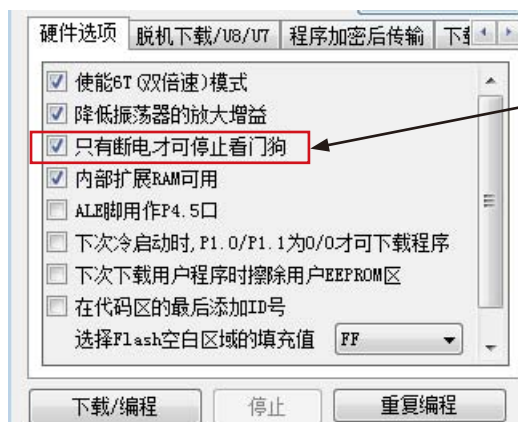 硬件选项 脱机下载/U8/U7 程序加密后传输
使能6T(双倍速)模式
降低振荡器的放大增益
只有断电才可停止看门狗
内部扩展RAM可用
ALE脚用作P4.5口
下次冷启动时,P1.0/P1.1为0/0才可下载程序
下次下载用户程序时擦除用户EEPROM区
在代码区的最后添加ID号
选择Flash空白区域的填充值 FF
下载/编程 停止 重复编程